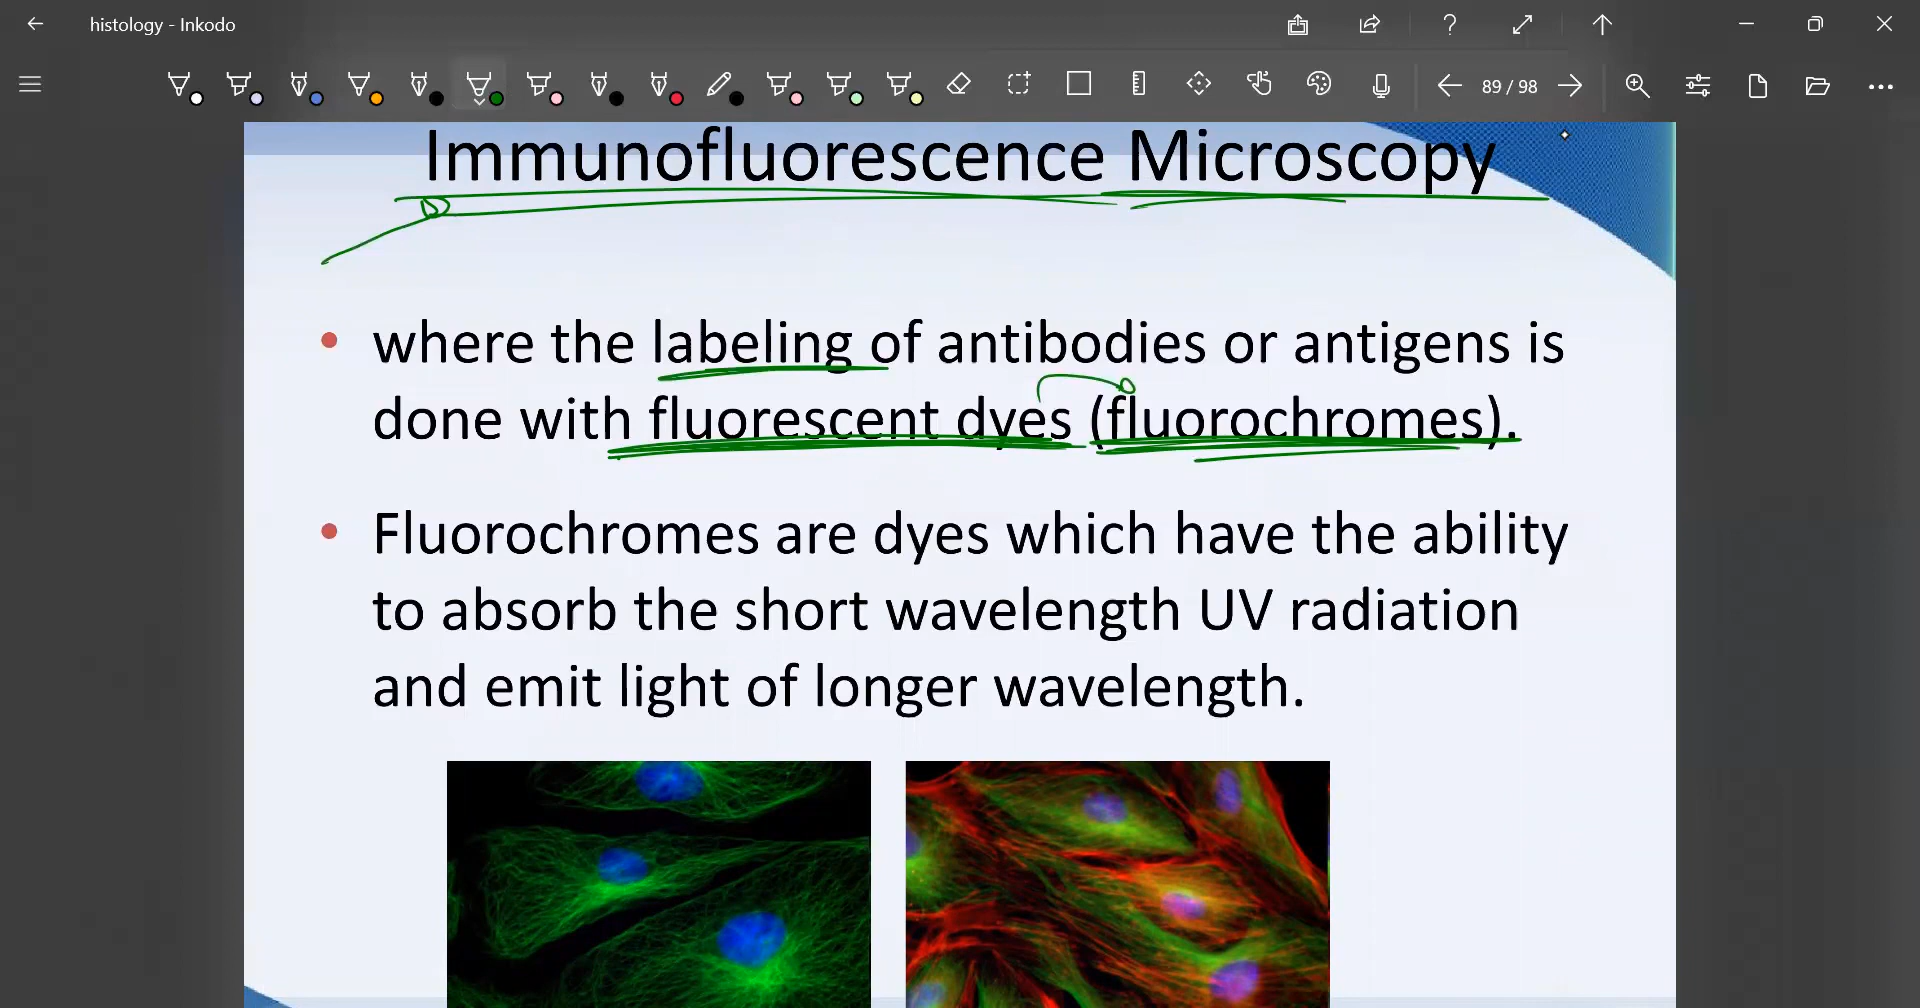 histology - Inkodo
89 / 98
Immunofluorescence Microscopy
• where the labeling of antibodies or antigens is
done with fluorescent dyes (fluorochromes).
• Fluorochromes are dyes which have the ability
to absorb the short wavelength UV radiation
and emit light of longer wavelength.